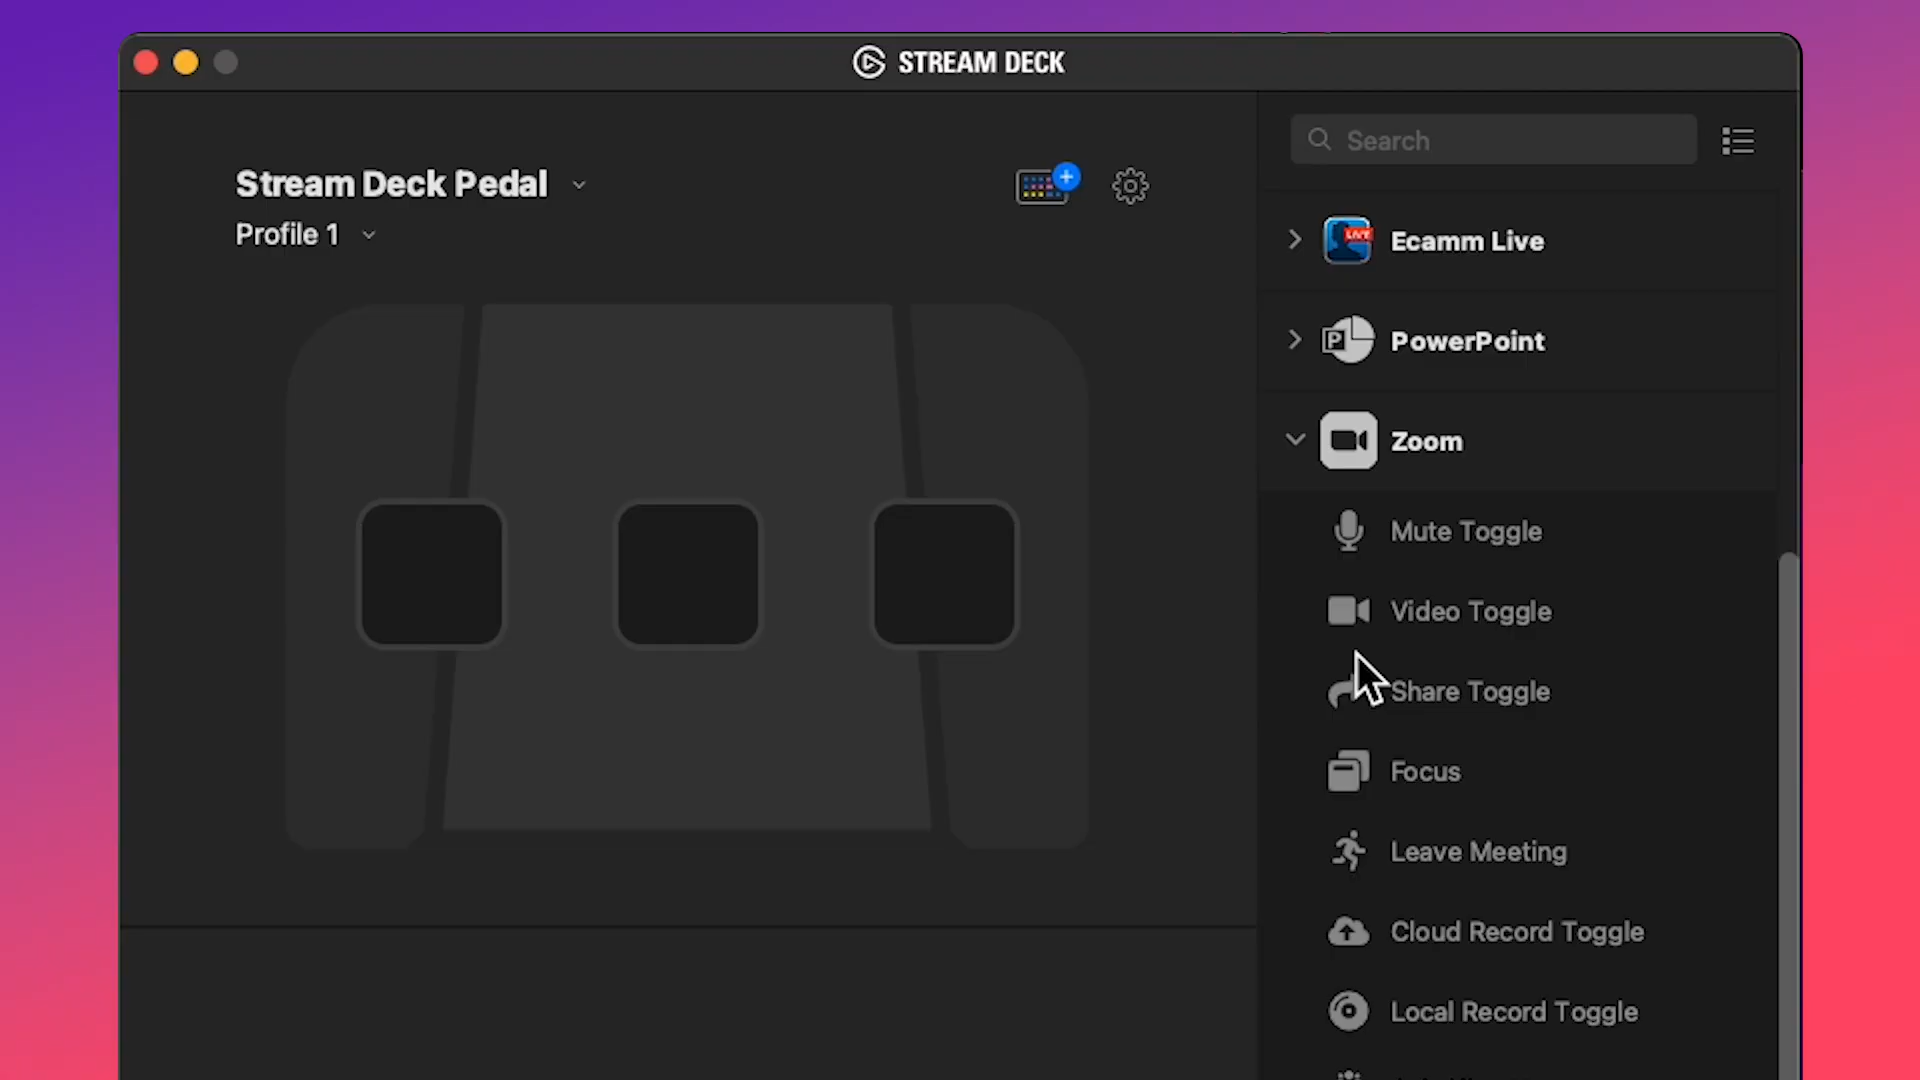 STREAM DECK
Stream Deck Pedal
Profile 1
Search
LIVE
Ecamm Live
P
PowerPoint
Zoom
Mute Toggle
Video Toggle
Share Toggle
Focus
Leave Meeting
Cloud Record Toggle
Local Record Toggle